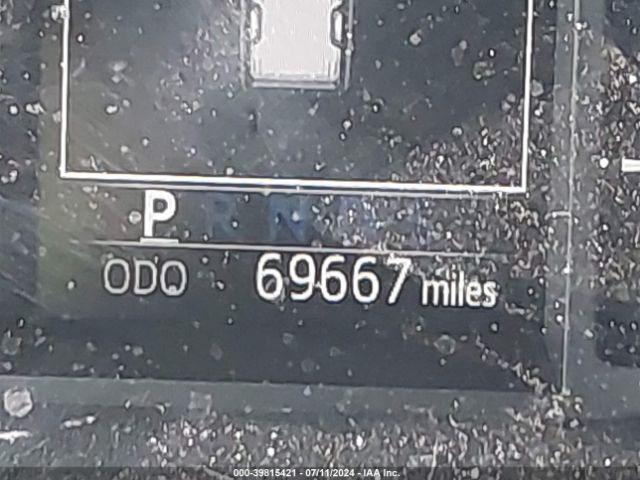 P R N
ODO 69667 miles
000-39815421 - 07/11/2024 - IAA Inc.